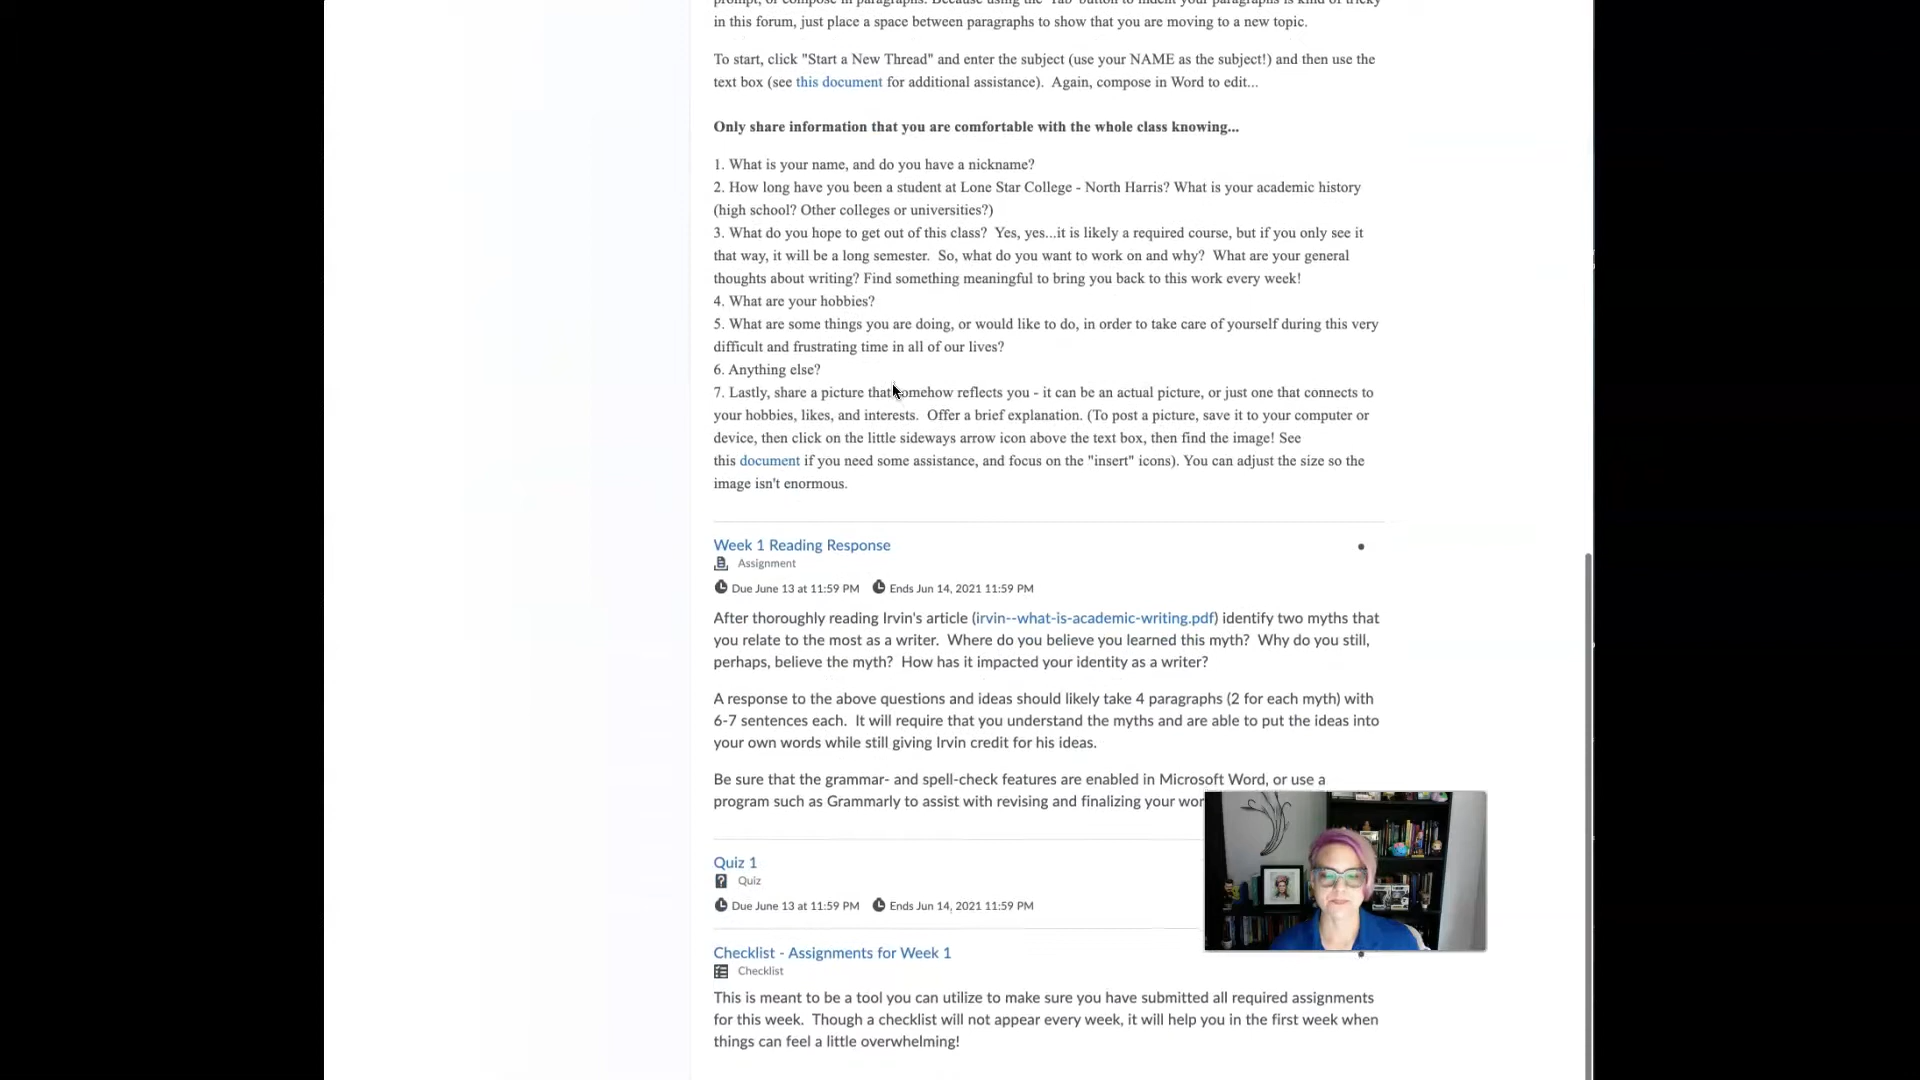 prompt, or compose in paragraphs. Because using the "Tab" button to indent your paragraphs is kind of tricky
in this forum, just place a space between paragraphs to show that you are moving to a new topic.
To start, click "Start a New Thread" and enter the subject (use your NAME as the subject!) and then use the
text box (see this document for additional assistance).  Again, compose in Word to edit...
Only share information that you are comfortable with the whole class knowing...
1. What is your name, and do you have a nickname?
2. How long have you been a student at Lone Star College - North Harris? What is your academic history
(high school? Other colleges or universities?)
3. What do you hope to get out of this class?  Yes, yes...it is likely a required course, but if you only see it
that way, it will be a long semester.  So, what do you want to work on and why?  What are your general
thoughts about writing? Find something meaningful to bring you back to this work every week!
4. What are your hobbies?
5. What are some things you are doing, or would like to do, in order to take care of yourself during this very
difficult and frustrating time in all of our lives?
6. Anything else?
7. Lastly, share a picture that somehow reflects you - it can be an actual picture, or just one that connects to
your hobbies, likes, and interests.  Offer a brief explanation. (To post a picture, save it to your computer or
device, then click on the little sideways arrow icon above the text box, then find the image! See
this document if you need some assistance, and focus on the "insert" icons). You can adjust the size so the
image isn't enormous.
Week 1 Reading Response
Assignment
Due June 13 at 11:59 PM   Ends Jun 14, 2021 11:59 PM
After thoroughly reading Irvin's article (irvin--what-is-academic-writing.pdf) identify two myths that
you relate to the most as a writer.  Where do you believe you learned this myth?  Why do you still,
perhaps, believe the myth?  How has it impacted your identity as a writer?
A response to the above questions and ideas should likely take 4 paragraphs (2 for each myth) with
6-7 sentences each.  It will require that you understand the myths and are able to put the ideas into
your own words while still giving Irvin credit for his ideas.
Be sure that the grammar- and spell-check features are enabled in Microsoft Word, or use a
program such as Grammarly to assist with revising and finalizing your wor
Quiz 1
Quiz
Due June 13 at 11:59 PM   Ends Jun 14, 2021 11:59 PM
Checklist - Assignments for Week 1
Checklist
This is meant to be a tool you can utilize to make sure you have submitted all required assignments
for this week.  Though a checklist will not appear every week, it will help you in the first week when
things can feel a little overwhelming!